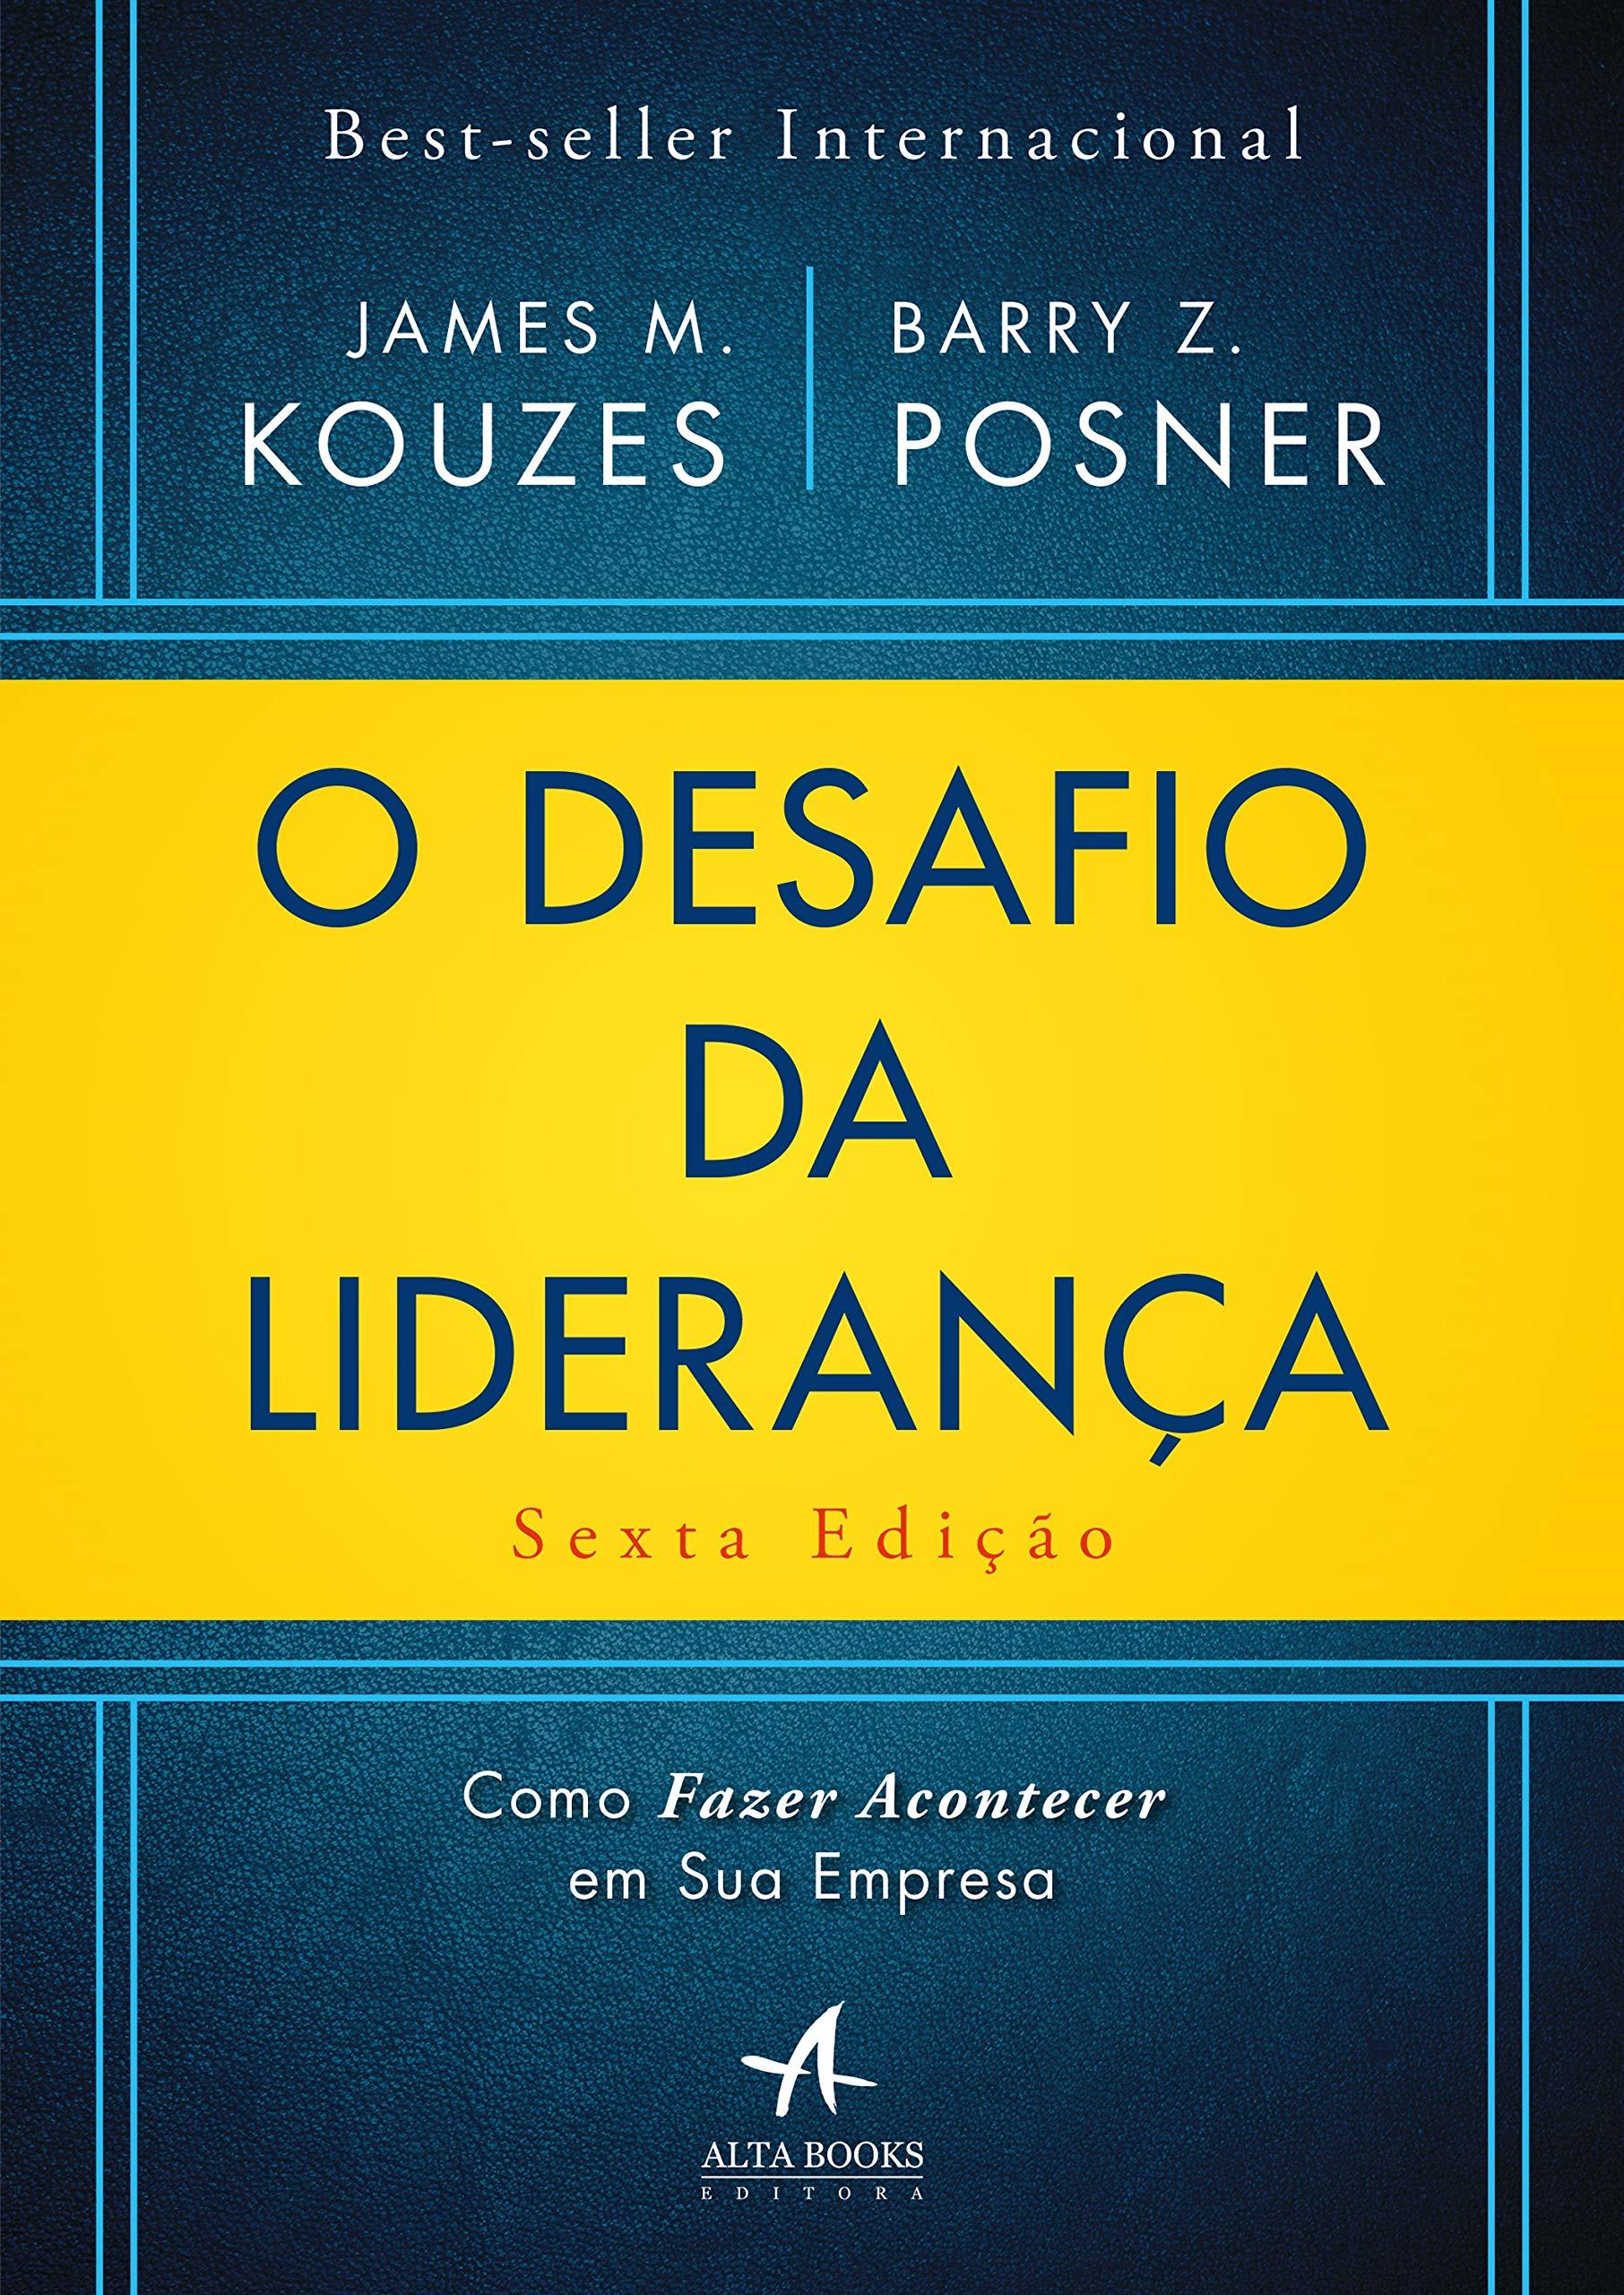 Best-seller Internacional
JAMES M.
KOUZES
BARRY Z.
POSNER
O DESAFIO
DA
LIDERANÇA
Sexta Edição
Como Fazer Acontecer
em Sua Empresa
ALTA BOOKS
EDITORA